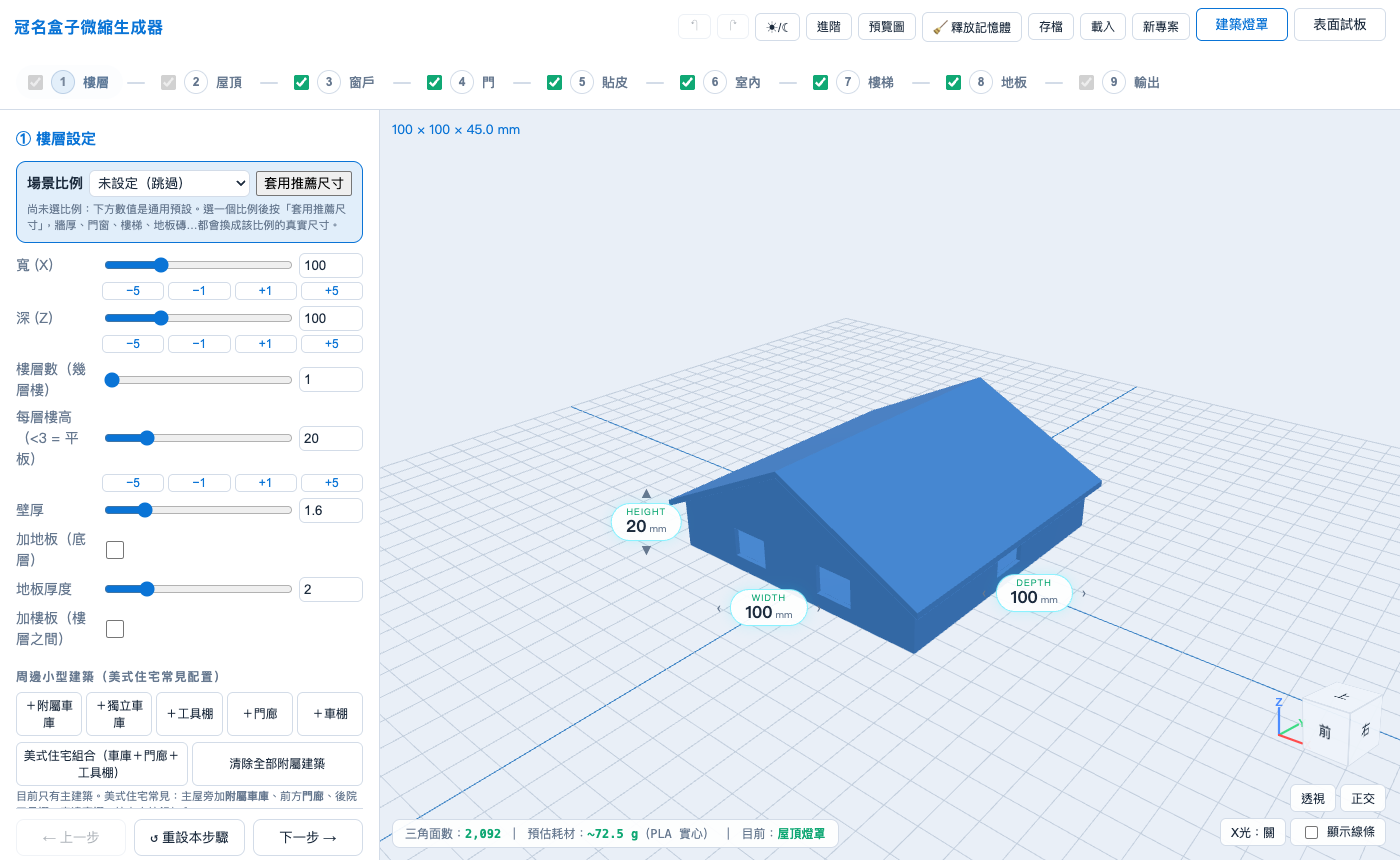 冠名盒子微縮生成器
☀/☾ 進階 預覽圖 🧹 釋放記憶體 存檔 載入 新專案 建築燈罩 表面試板
1 樓層 — 2 屋頂 — 3 窗戶 — 4 門 — 5 貼皮 — 6 室內 — 7 樓梯 — 8 地板 — 9 輸出
① 樓層設定
場景比例 未設定（跳過） 套用推薦尺寸
尚未選比例：下方數值是通用預設。選一個比例後按「套用推薦尺
寸」，牆厚、門窗、樓梯、地板磚…都會換成該比例的真實尺寸。
寬 (X) 100
−5 −1 +1 +5
深 (Z) 100
−5 −1 +1 +5
樓層數（幾
層樓） 1
每層樓高
（<3 = 平
板） 20
−5 −1 +1 +5
壁厚 1.6
加地板（底
層）
地板厚度 2
加樓板（樓
層之間）
周邊小型建築（美式住宅常見配置）
＋附屬車
庫
＋獨立車
庫
＋工具棚
＋門廊
＋車棚
美式住宅組合（車庫＋門廊＋
工具棚）
清除全部附屬建築
目前只有主建築。美式住宅常見：主屋旁加附屬車庫、前方門廊、後院
← 上一步 ↺ 重設本步驟 下一步 →
100 × 100 × 45.0 mm
HEIGHT
20 mm
WIDTH
100 mm
DEPTH
100 mm
Z
前
右
透視 正交
三角面數：2,092 | 預估耗材：~72.5 g (PLA 實心) | 目前：屋頂燈罩
X光：關 顯示線條